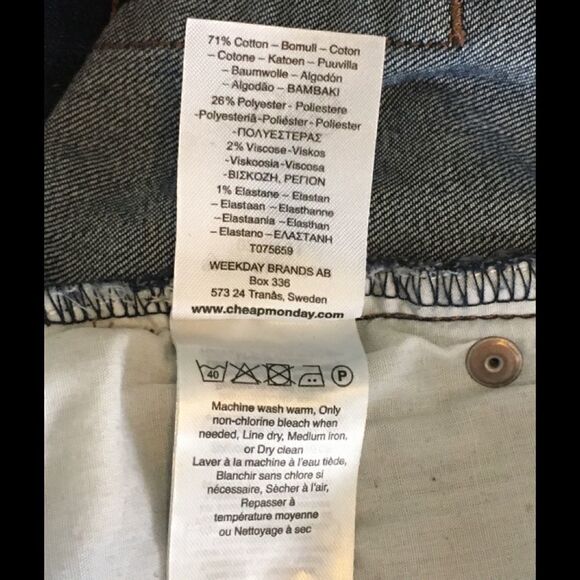 71% Cotton – Bomull – Coton
– Cotone – Katoen – Puuvilla
– Baumwolle – Algodón
– Algodão – BAMBAKI
26% Polyester - Poliestere
-Polyesteriä-Poliéster-Poliester
-ΠΟΛΥΕΣΤΕΡΑΣ
2% Viscose-Viskos
-Viskoosia-Viscosa
-ΒΙΣΚΟΖΗ, ΡΕΓΙΟΝ
1% Elastane – Elastan
– Elastaan – Elasthanne
– Elastaania – Elasthan
– Elastano – ΕΛΑΣΤΑΝΗ
T075659
WEEKDAY BRANDS AB
Box 336
573 24 Tranås, Sweden
www.cheapmonday.com
40 P
Machine wash warm, Only
non-chlorine bleach when
needed, Line dry, Medium iron,
or Dry clean
Laver à la machine à l'eau tiède,
Blanchir sans chlore si
nécessaire, Sècher à l'air,
Repasser à
température moyenne
ou Nettoyage à sec